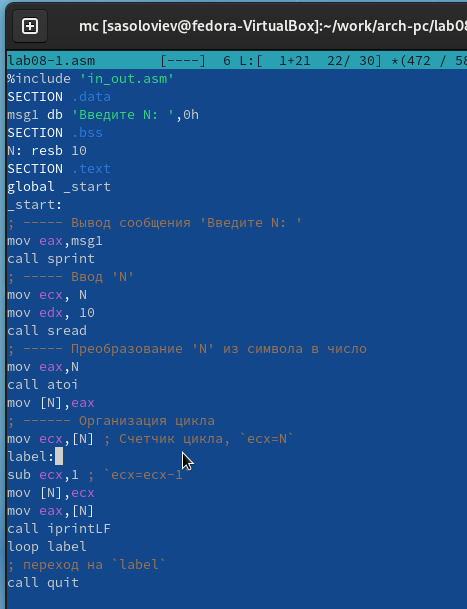 mc [sasoloviev@fedora-VirtualBox]:~/work/arch-pc/lab0
lab08-1.asm [----] 6 L:[ 1+21 22/ 30] *(472 / 58
%include 'in_out.asm'
SECTION .data
msg1 db 'Введите N: ',0h
SECTION .bss
N: resb 10
SECTION .text
global _start
_start:
; ----- Вывод сообщения 'Введите N: '
mov eax,msg1
call sprint
; ----- Ввод 'N'
mov ecx, N
mov edx, 10
call sread
; ----- Преобразование 'N' из символа в число
mov eax,N
call atoi
mov [N],eax
; ------ Организация цикла
mov ecx,[N] ; Счетчик цикла, `ecx=N`
label:
sub ecx,1 ; `ecx=ecx-1`
mov [N],ecx
mov eax,[N]
call iprintLF
loop label
; переход на `label`
call quit